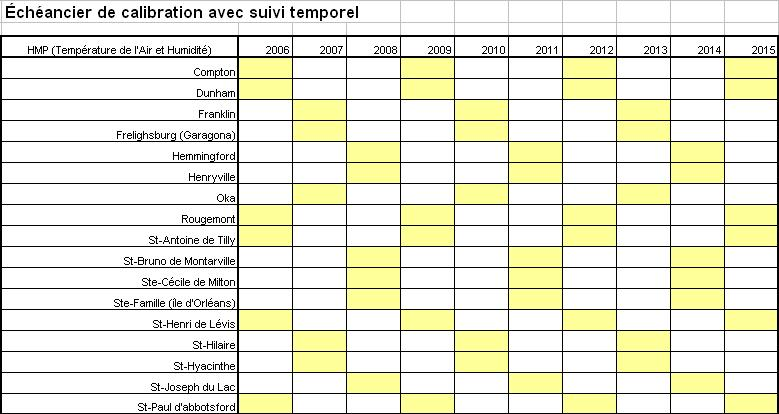 Échéancier de calibration avec suivi temporel
HMP (Température de l'Air et Humidité) 2006 2007 2008 2009 2010 2011 2012 2013 2014 2015
Compton
Dunham
Franklin
Frelighsburg (Garagona)
Hemmingford
Henryville
Oka
Rougemont
St-Antoine de Tilly
St-Bruno de Montarville
Ste-Cécile de Milton
Ste-Famille (île d'Orléans)
St-Henri de Lévis
St-Hilaire
St-Hyacinthe
St-Joseph du Lac
St-Paul d'abbotsford